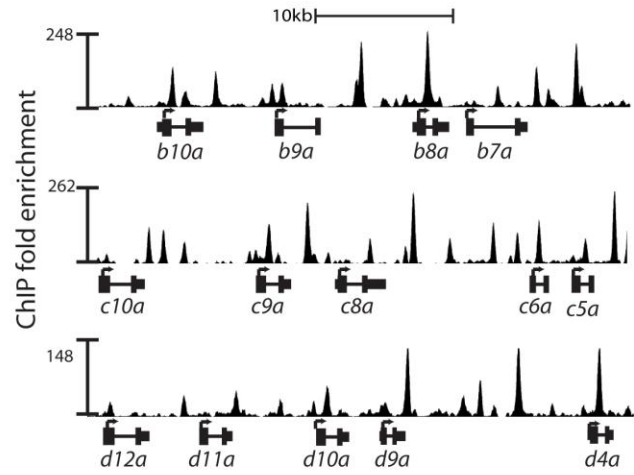 10kb
248
ChIP fold enrichment
b10a b9a b8a b7a
262
c10a c9a c8a c6a c5a
148
d12a d11a d10a d9a d4a